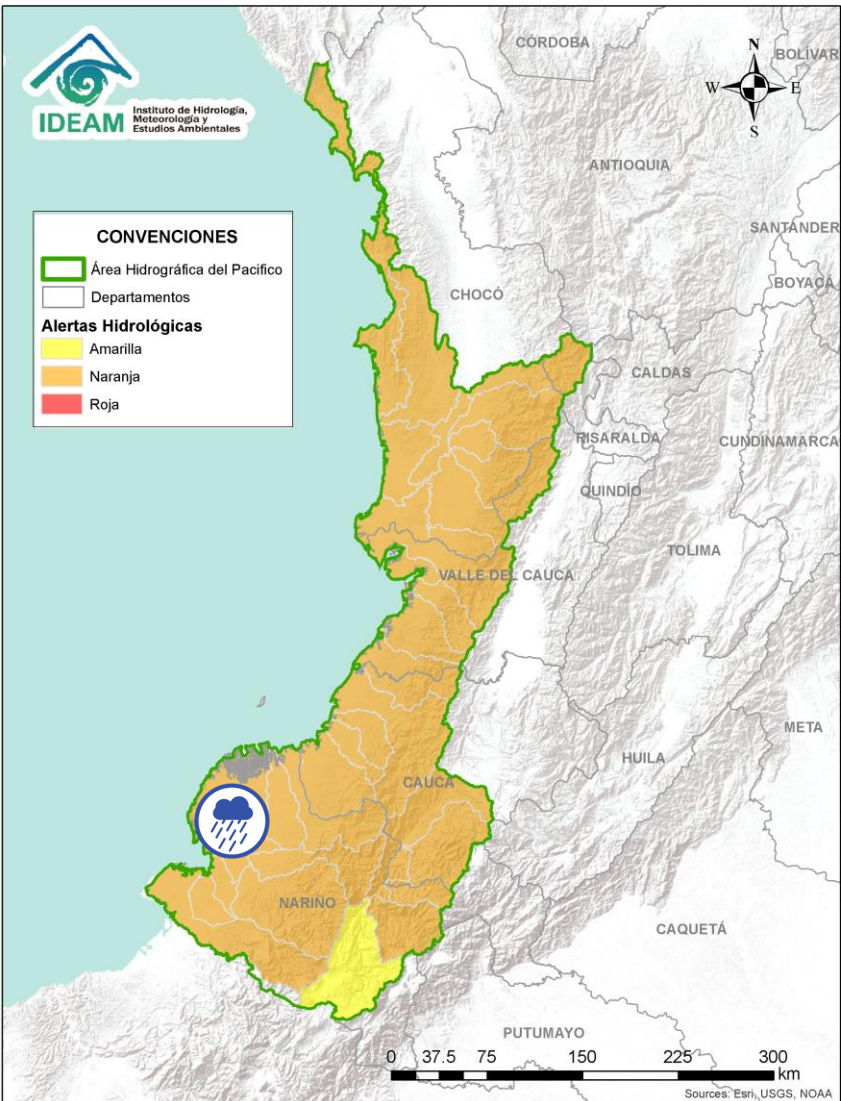 IDEAM
Instituto de Hidrología,
Meteorología y
Estudios Ambientales
N
W E
S
CONVENCIONES
Área Hidrográfica del Pacifico
Departamentos
Alertas Hidrológicas
Amarilla
Naranja
Roja
CÓRDOBA
BOLIVAR
ANTIOQUIA
SANTANDER
BOYACÁ
CHOCÓ
CALDAS
RISARALDA
CUNDINAMARCA
QUINDÍO
TOLIMA
VALLE DEL CAUCA
META
HUILA
CAUCA
NARIÑO
CAQUETÁ
PUTUMAYO
0 37.5 75 150 225 300
km
Sources: Esri, USGS, NOAA